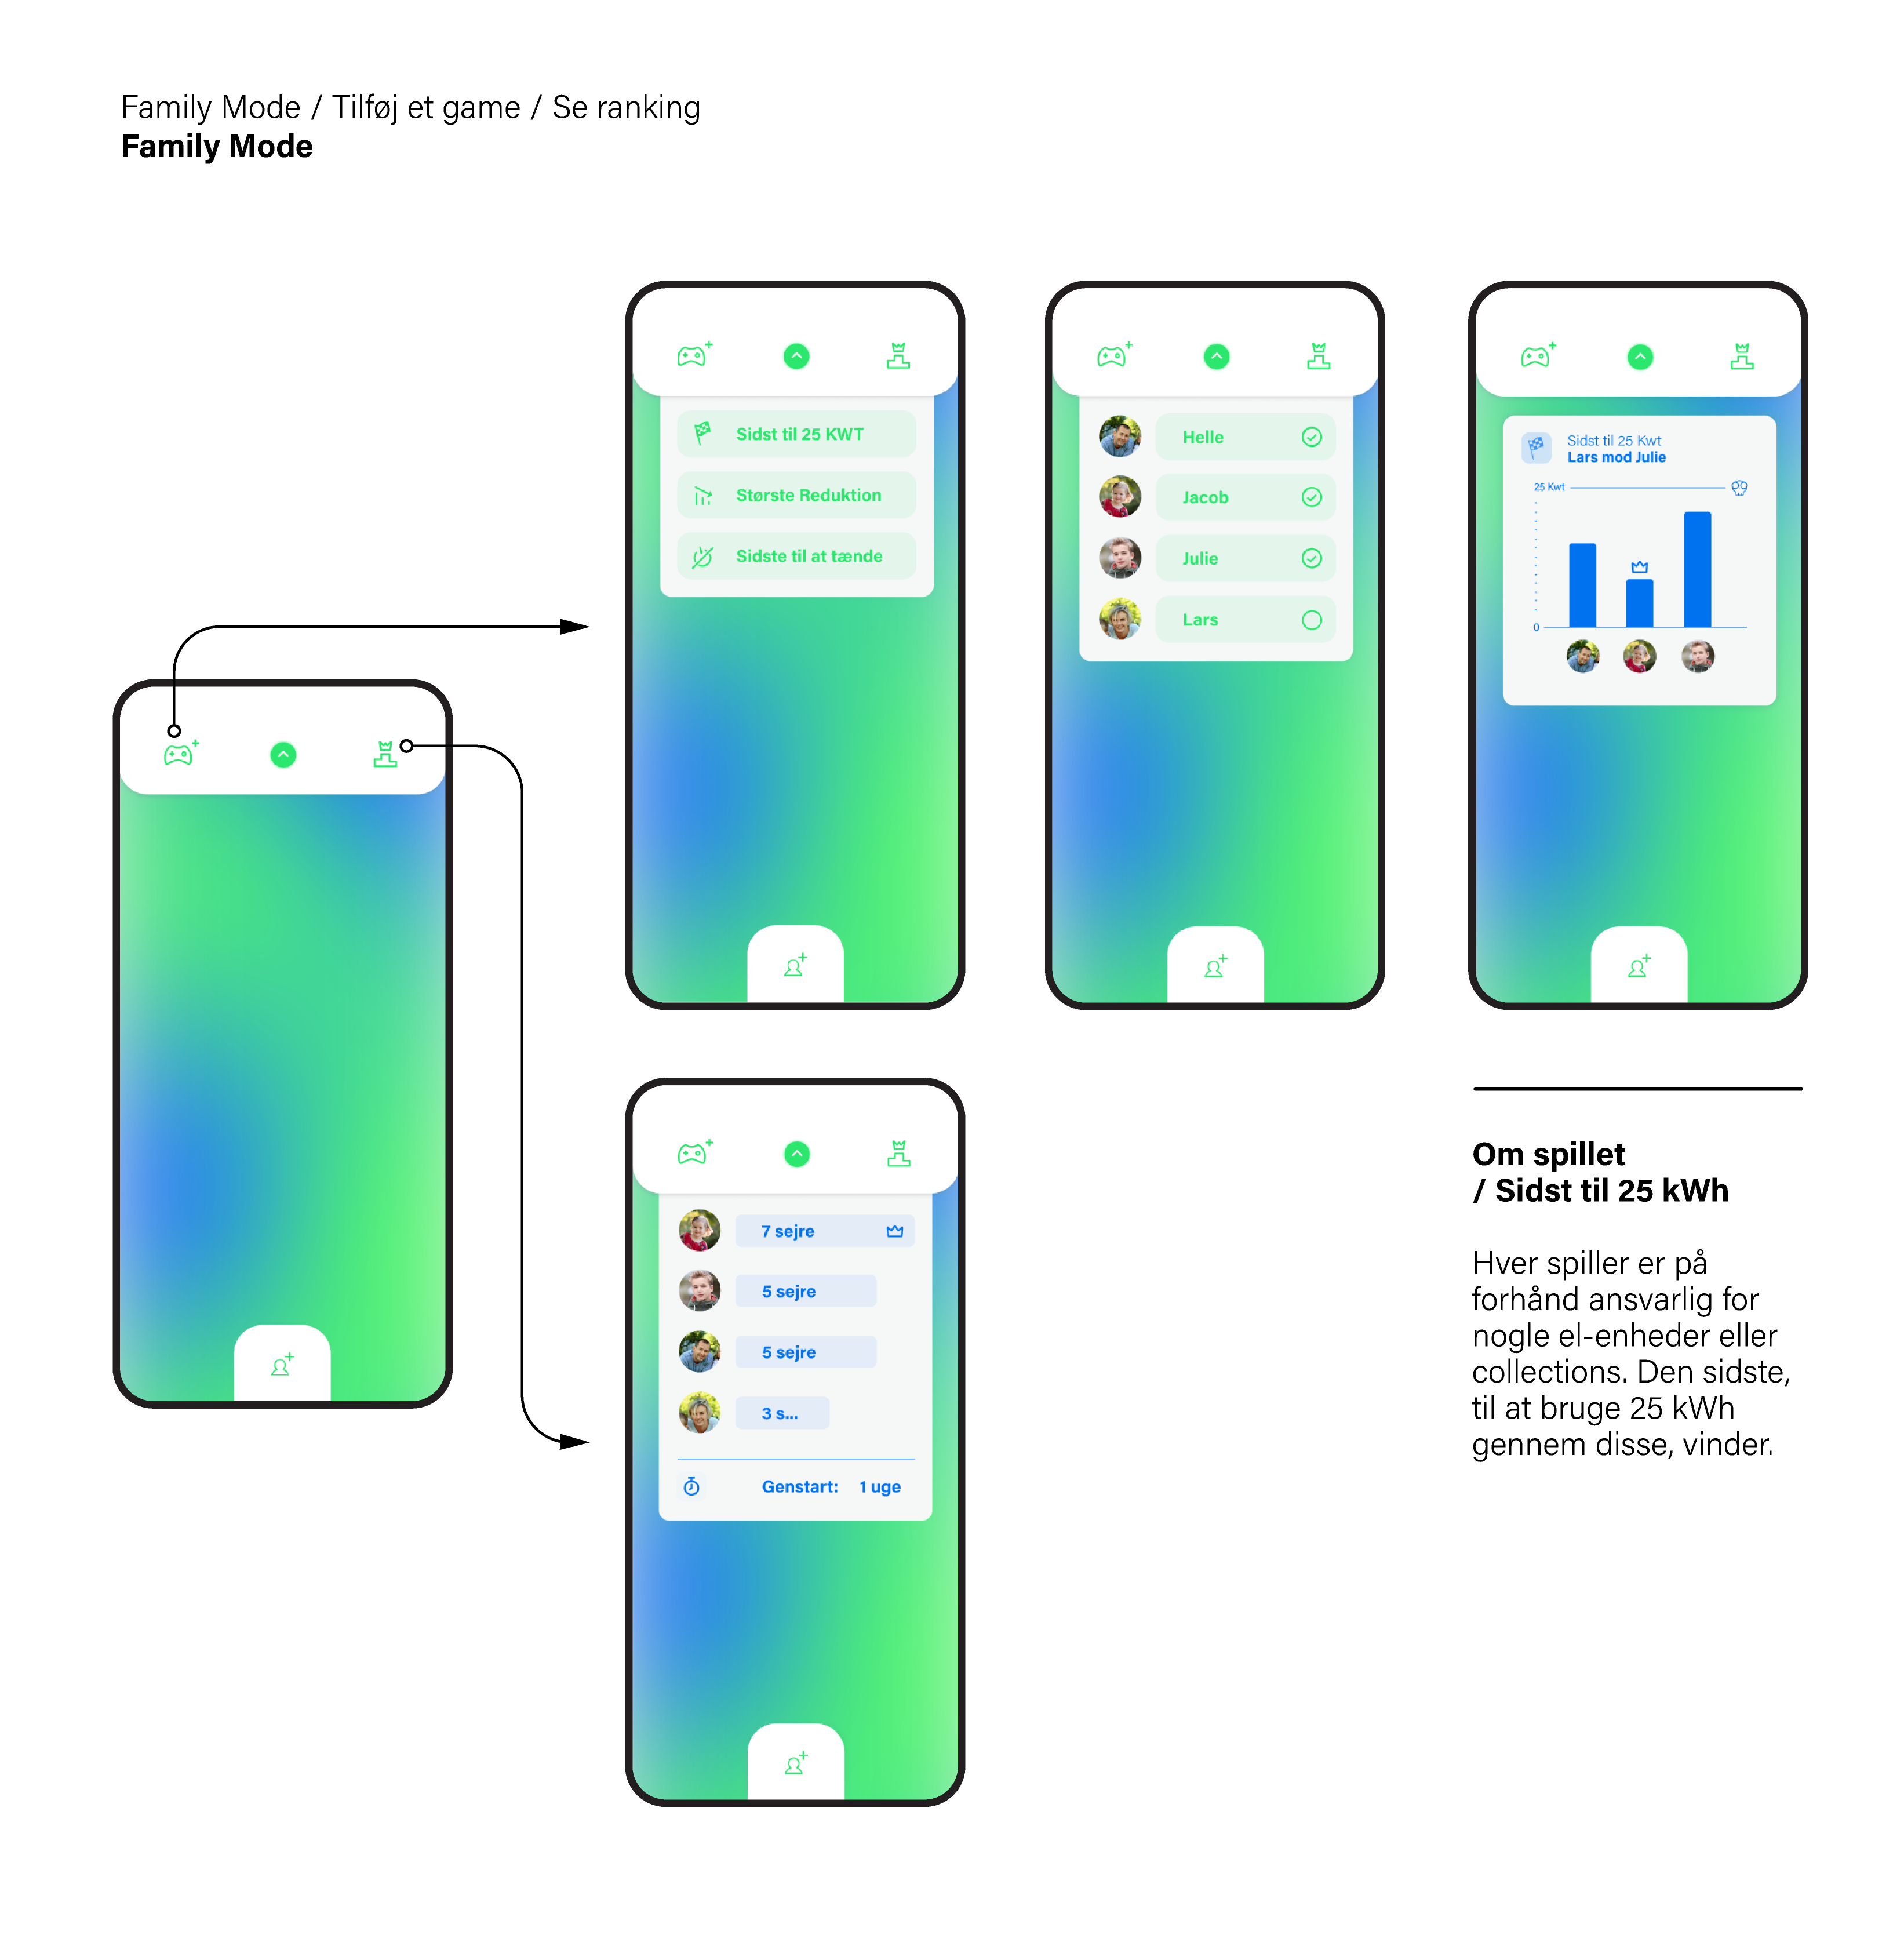 Family Mode / Tilføj et game / Se ranking
Family Mode
Sidst til 25 KWT
Største Reduktion
Sidste til at tænde
Helle
Jacob
Julie
Lars
Sidst til 25 Kwt
Lars mod Julie
25 Kwt
0
7 sejre
5 sejre
5 sejre
3 s...
Genstart: 1 uge
Om spillet
/ Sidst til 25 kWh
Hver spiller er på
forhånd ansvarlig for
nogle el-enheder eller
collections. Den sidste,
til at bruge 25 kWh
gennem disse, vinder.